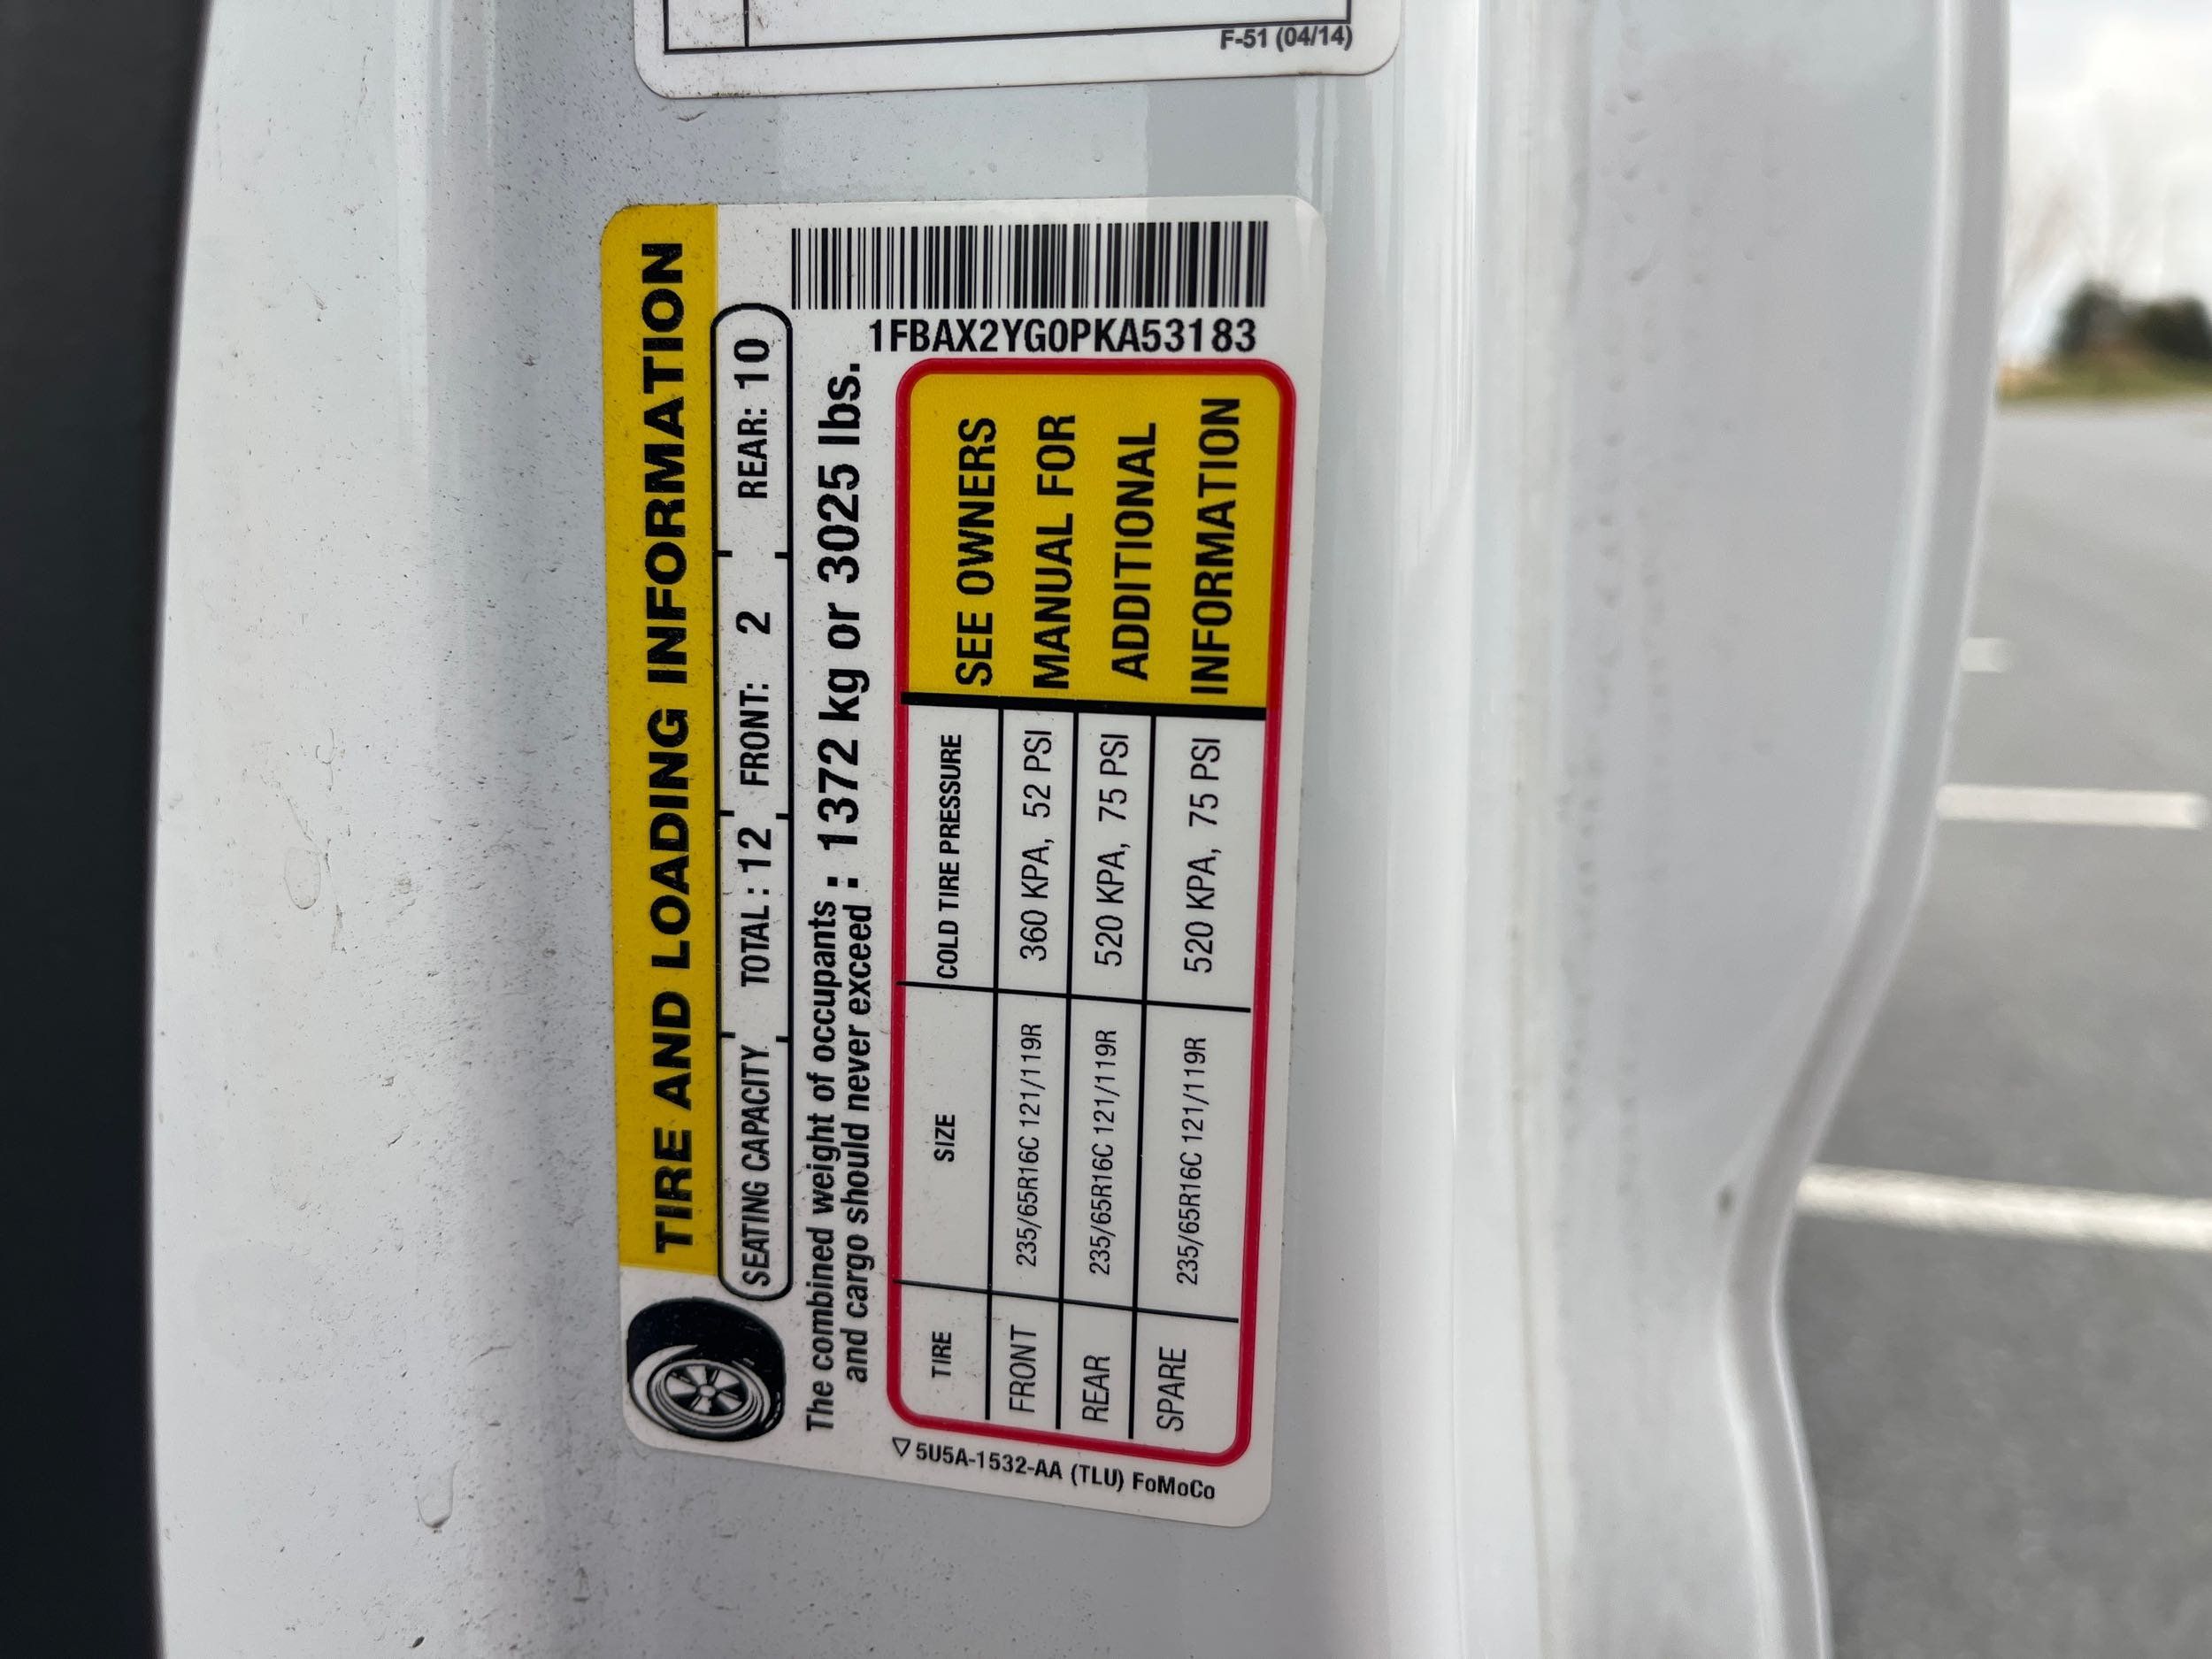 F-51 (04/14)
TIRE AND LOADING INFORMATION
SEATING CAPACITY TOTAL : 12 FRONT: 2 REAR: 10
The combined weight of occupants : 1372 kg or 3025 lbs.
and cargo should never exceed :
1FBAX2YG0PKA53183
TIRE SIZE COLD TIRE PRESSURE
FRONT 235/65R16C 121/119R 360 KPA, 52 PSI
REAR 235/65R16C 121/119R 520 KPA, 75 PSI
SPARE 235/65R16C 121/119R 520 KPA, 75 PSI
SEE OWNERS
MANUAL FOR
ADDITIONAL
INFORMATION
▽ 5U5A-1532-AA (TLU) FoMoCo